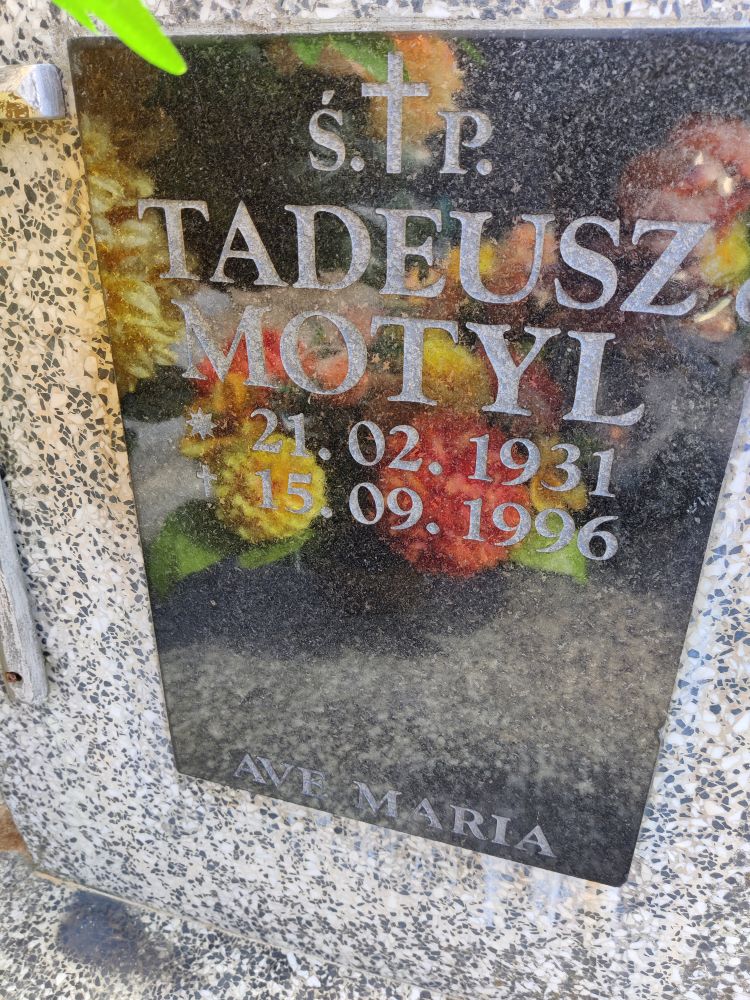 Ś. † P.
TADEUSZ
MOTYL
* 21. 02. 1931
† 15. 09. 1996
AVE MARIA